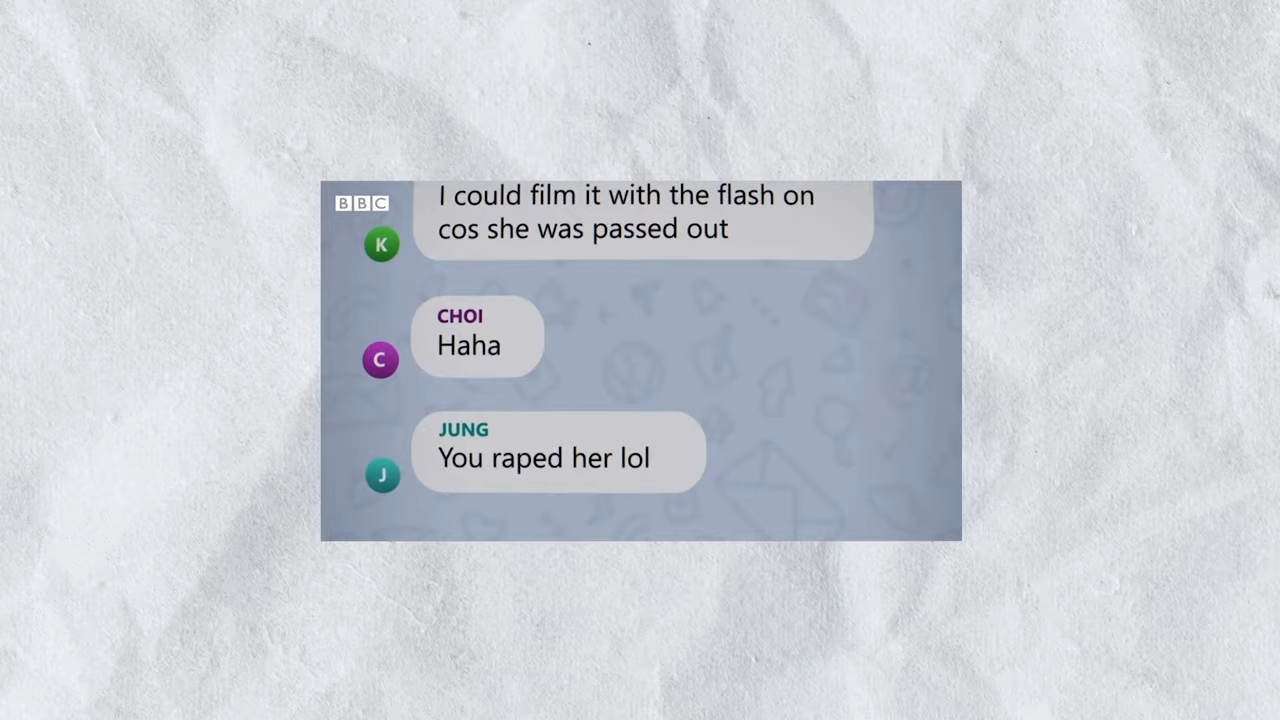 BBC
I could film it with the flash on
cos she was passed out
K
CHOI
Haha
C
JUNG
You raped her lol
J